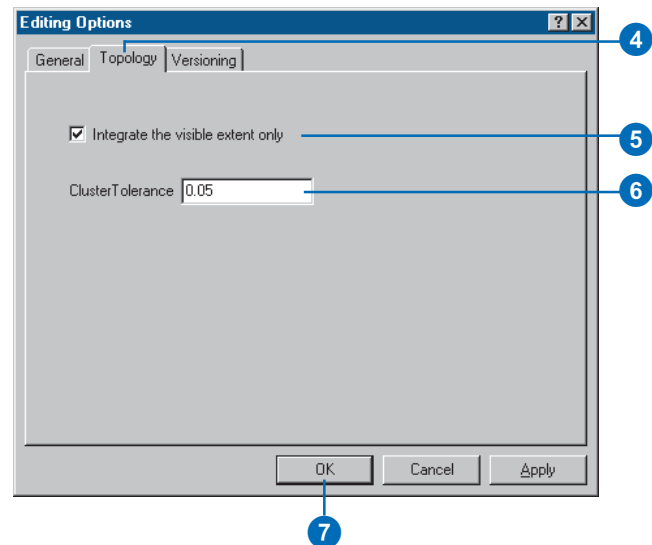 Editing Options
4
General Topology Versioning
Integrate the visible extent only
5
ClusterTolerance 0.05
6
OK Cancel Apply
7